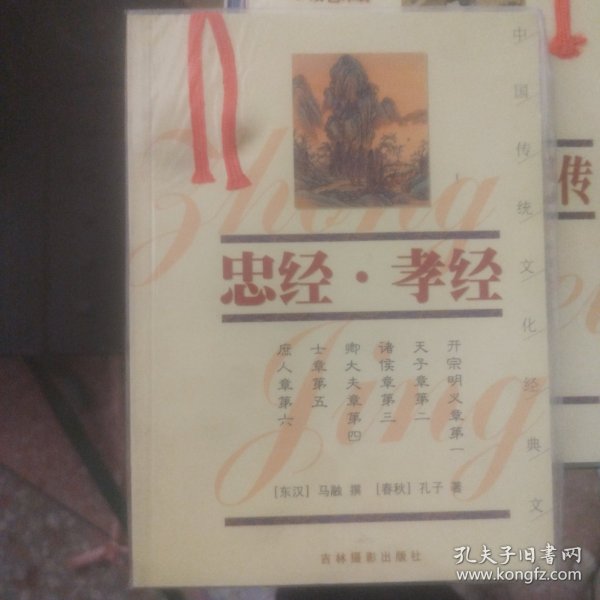 中国传统文化经典文
Zhong
Jing
忠经·孝经
开宗明义章第一
天子章第二
诸侯章第三
卿大夫章第四
士章第五
庶人章第六
［东汉］马融 撰 ［春秋］孔子 著
吉林摄影出版社
传
孔夫子旧书网
www.kongfz.com